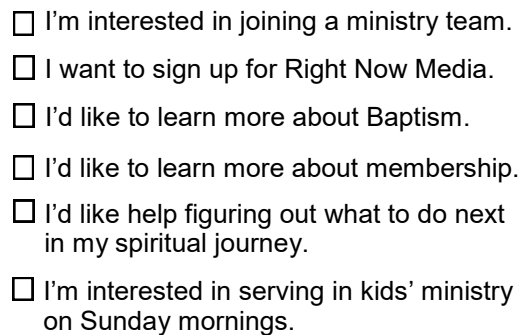 ☐ I’m interested in joining a ministry team.
☐ I want to sign up for Right Now Media.
☐ I’d like to learn more about Baptism.
☐ I’d like to learn more about membership.
☐ I’d like help figuring out what to do next
in my spiritual journey.
☐ I’m interested in serving in kids’ ministry
on Sunday mornings.